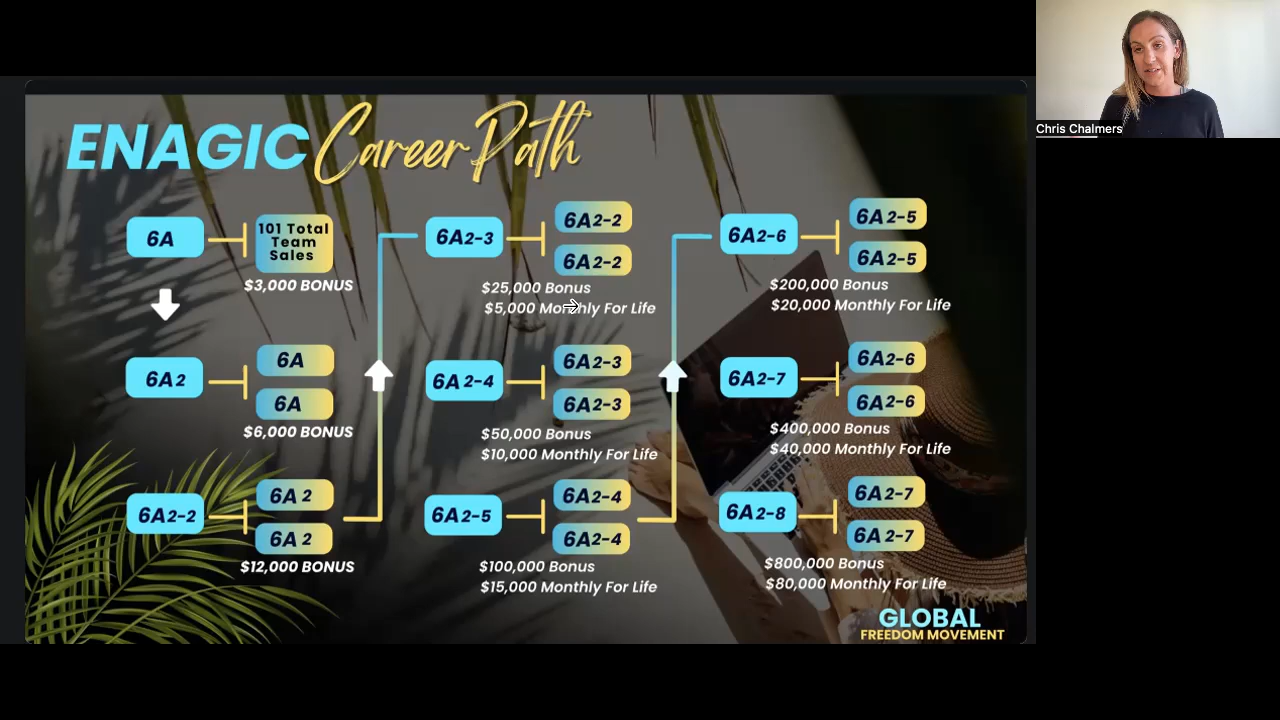 ENAGIC Career Path
6A
101 Total
Team
Sales
$3,000 BONUS
6A2
6A
6A
$6,000 BONUS
6A2-2
6A 2
6A 2
$12,000 BONUS
6A2-3
6A2-2
6A2-2
$25,000 Bonus
$5,000 Monthly For Life
6A2-4
6A2-3
6A2-3
$50,000 Bonus
$10,000 Monthly For Life
6A2-5
6A2-4
6A2-4
$100,000 Bonus
$15,000 Monthly For Life
6A2-6
6A2-5
6A2-5
$200,000 Bonus
$20,000 Monthly For Life
6A2-7
6A2-6
6A2-6
$400,000 Bonus
$40,000 Monthly For Life
6A2-8
6A2-7
6A2-7
$800,000 Bonus
$80,000 Monthly For Life
GLOBAL
FREEDOM MOVEMENT
Chris Chalmers